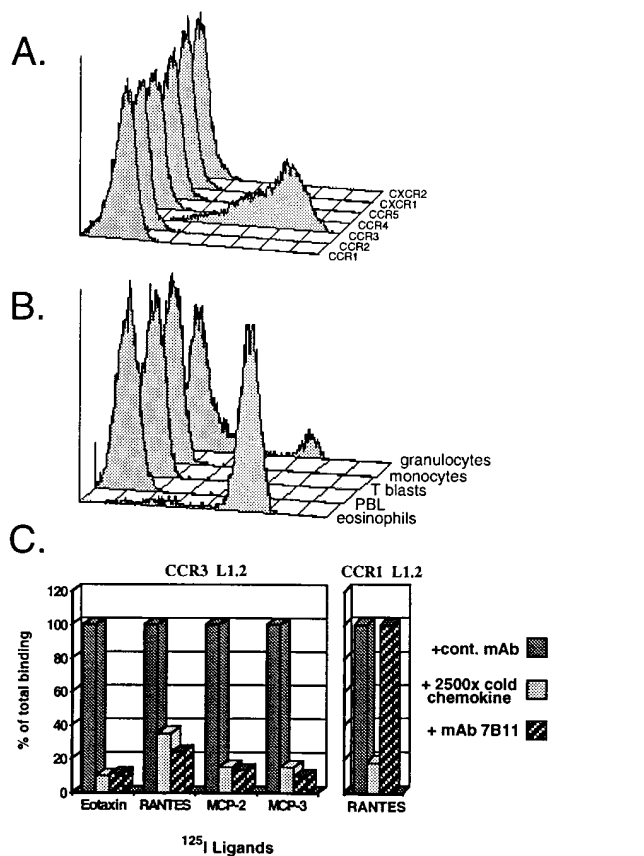 A.
CXCR2
CXCR1
CCR5
CCR4
CCR3
CCR2
CCR1
B.
granulocytes
monocytes
T blasts
PBL
eosinophils
C.
CCR3 L1.2
CCR1 L1.2
% of total binding
120
100
80
60
40
20
0
Eotaxin
RANTES
MCP-2
MCP-3
RANTES
+cont. mAb
+ 2500x cold
chemokine
+ mAb 7B11
125I Ligands